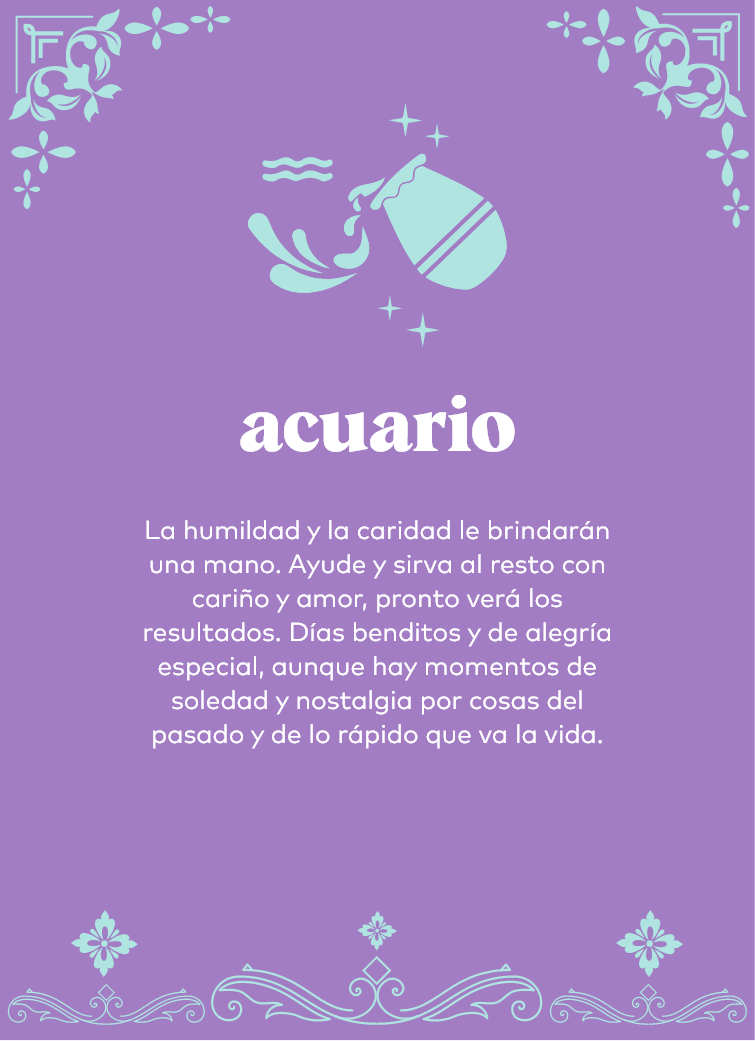 acuario
La humildad y la caridad le brindarán
una mano. Ayude y sirva al resto con
cariño y amor, pronto verá los
resultados. Días benditos y de alegría
especial, aunque hay momentos de
soledad y nostalgia por cosas del
pasado y de lo rápido que va la vida.